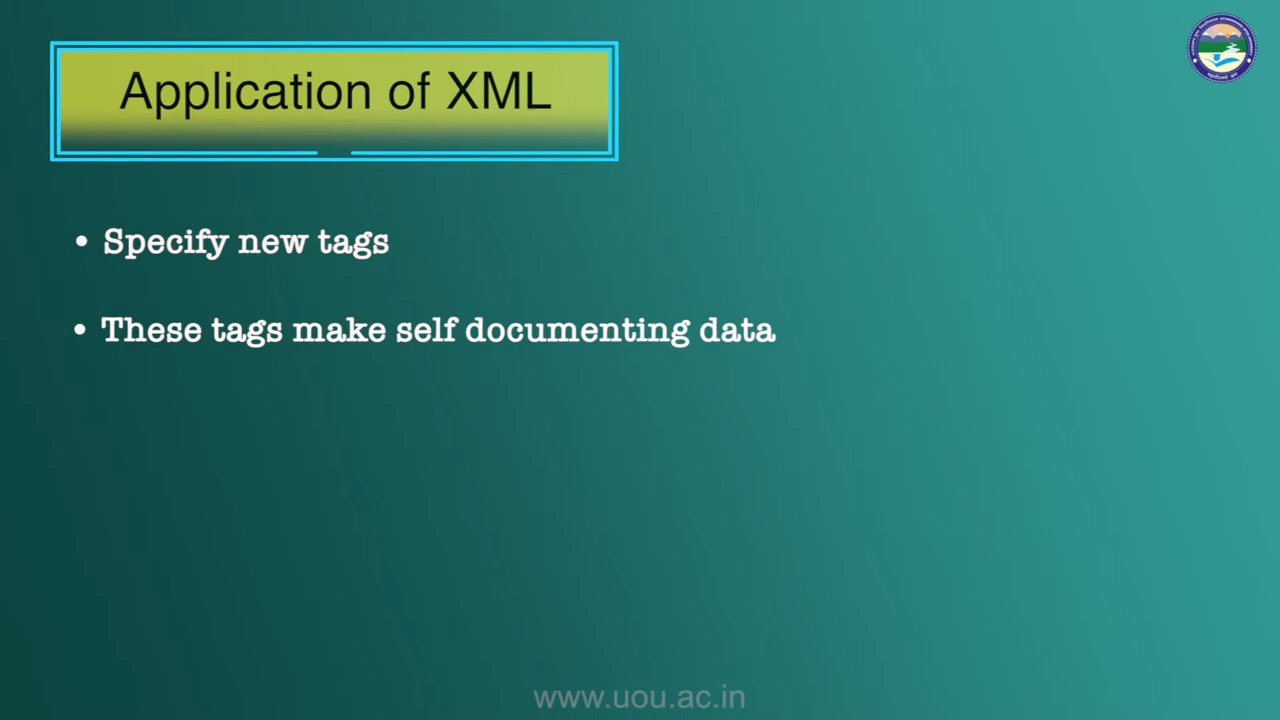 Application of XML
• Specify new tags
• These tags make self documenting data
www.uou.ac.in